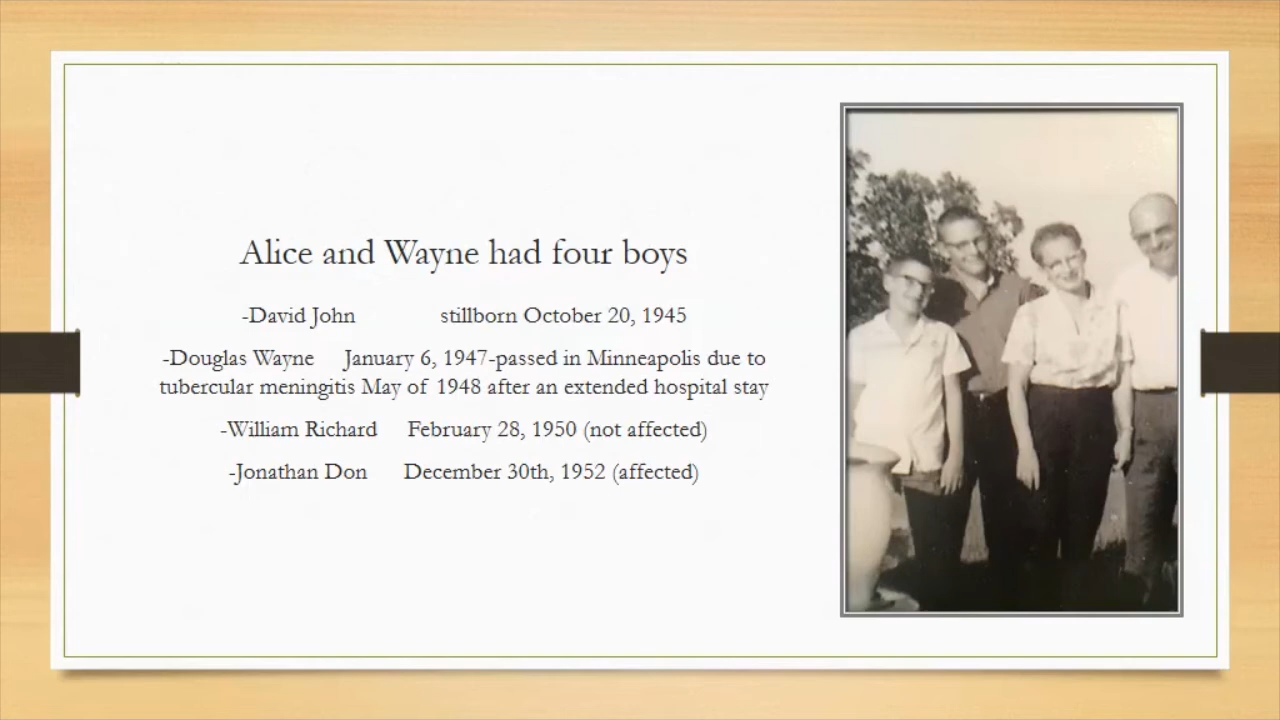 Alice and Wayne had four boys
-David John stillborn October 20, 1945
-Douglas Wayne January 6, 1947-passed in Minneapolis due to
tubercular meningitis May of 1948 after an extended hospital stay
-William Richard February 28, 1950 (not affected)
-Jonathan Don December 30th, 1952 (affected)